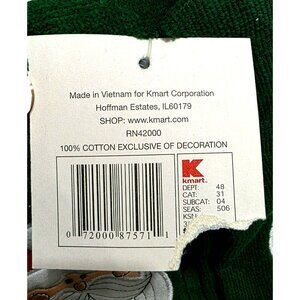 Made in Vietnam for Kmart Corporation
Hoffman Estates, IL60179
SHOP: www.kmart.com
RN42000
100% COTTON EXCLUSIVE OF DECORATION
K
kmart
DEPT: 48
CAT: 31
SUBCAT: 04
SEAS: 506
KSN
0 72000 87571 1